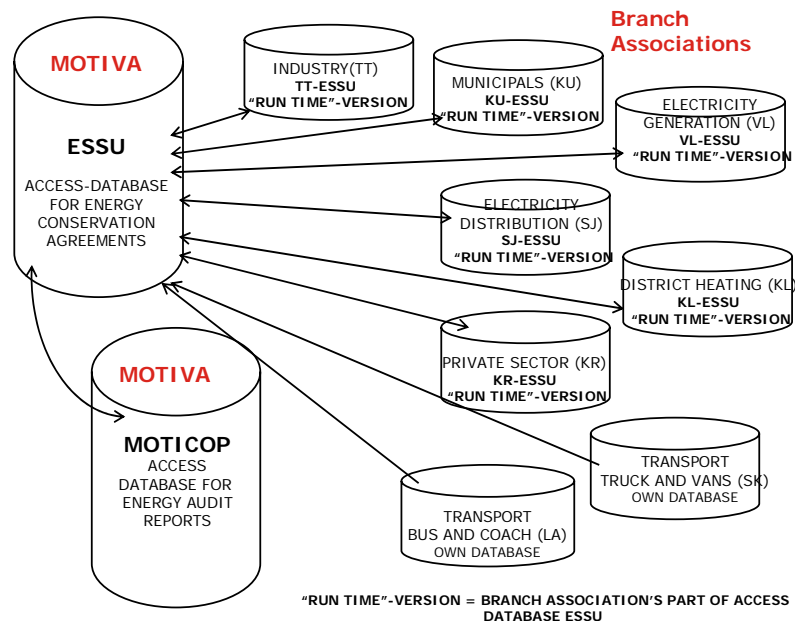 Branch
Associations
MOTIVA
ESSU
ACCESS-DATABASE
FOR ENERGY
CONSERVATION
AGREEMENTS
INDUSTRY(TT)
TT-ESSU
"RUN TIME"-VERSION
MUNICIPALS (KU)
KU-ESSU
"RUN TIME"-VERSION
ELECTRICITY
GENERATION (VL)
VL-ESSU
"RUN TIME"-VERSION
ELECTRICITY
DISTRIBUTION (SJ)
SJ-ESSU
"RUN TIME"-VERSION
DISTRICT HEATING (KL)
KL-ESSU
"RUN TIME"-VERSION
PRIVATE SECTOR (KR)
KR-ESSU
"RUN TIME"-VERSION
MOTIVA
MOTICOP
ACCESS
DATABASE FOR
ENERGY AUDIT
REPORTS
TRANSPORT
TRUCK AND VANS (SK)
OWN DATABASE
TRANSPORT
BUS AND COACH (LA)
OWN DATABASE
"RUN TIME"-VERSION = BRANCH ASSOCIATION'S PART OF ACCESS
DATABASE ESSU